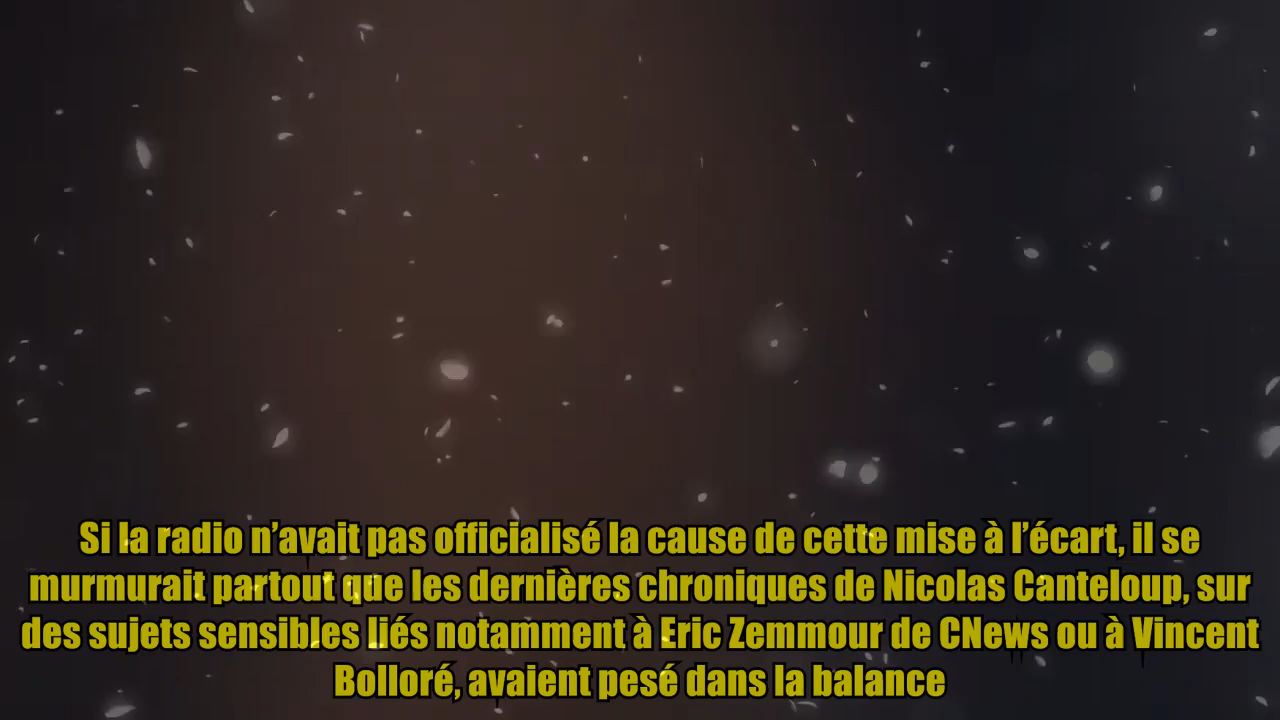 Si la radio n’avait pas officialisé la cause de cette mise à l’écart, il se
murmurait partout que les dernières chroniques de Nicolas Canteloup, sur
des sujets sensibles liés notamment à Eric Zemmour de CNews ou à Vincent
Bolloré, avaient pesé dans la balance